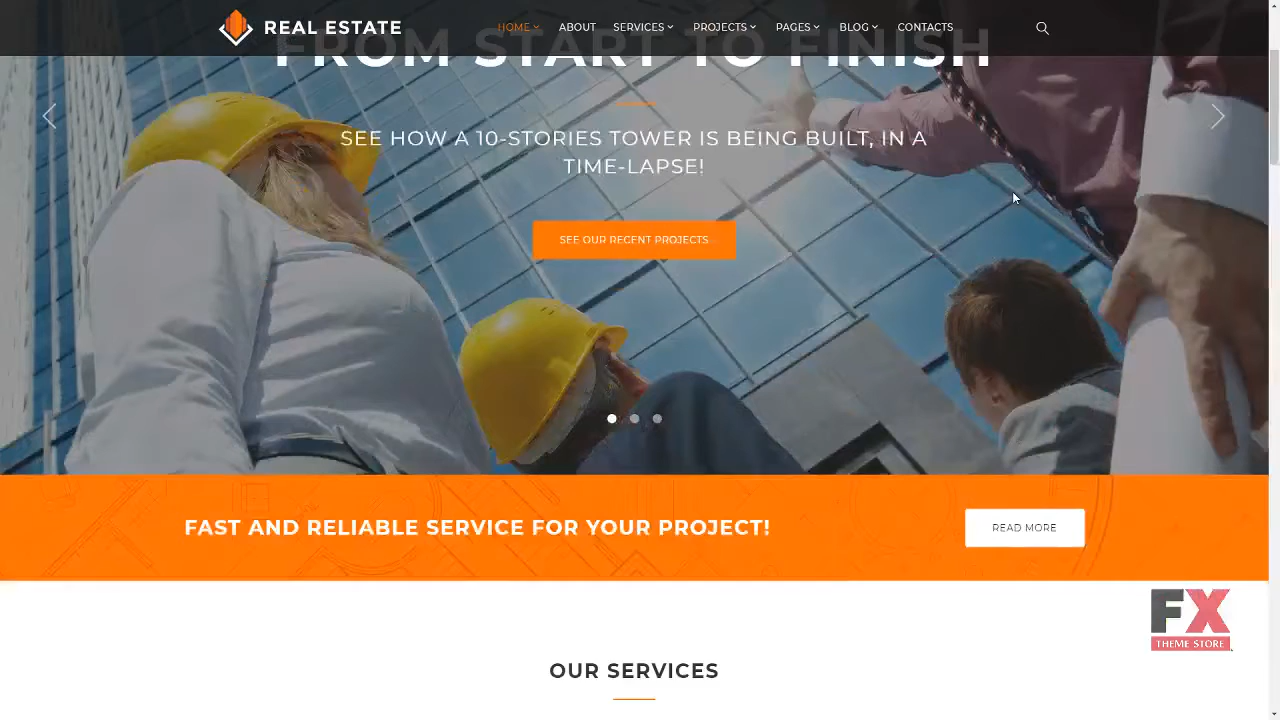 REAL ESTATE
HOME ABOUT SERVICES PROJECTS PAGES BLOG CONTACTS
FROM START TO FINISH
SEE HOW A 10-STORIES TOWER IS BEING BUILT, IN A
TIME-LAPSE!
SEE OUR RECENT PROJECTS
FAST AND RELIABLE SERVICE FOR YOUR PROJECT!
READ MORE
FX
THEME STORE
OUR SERVICES